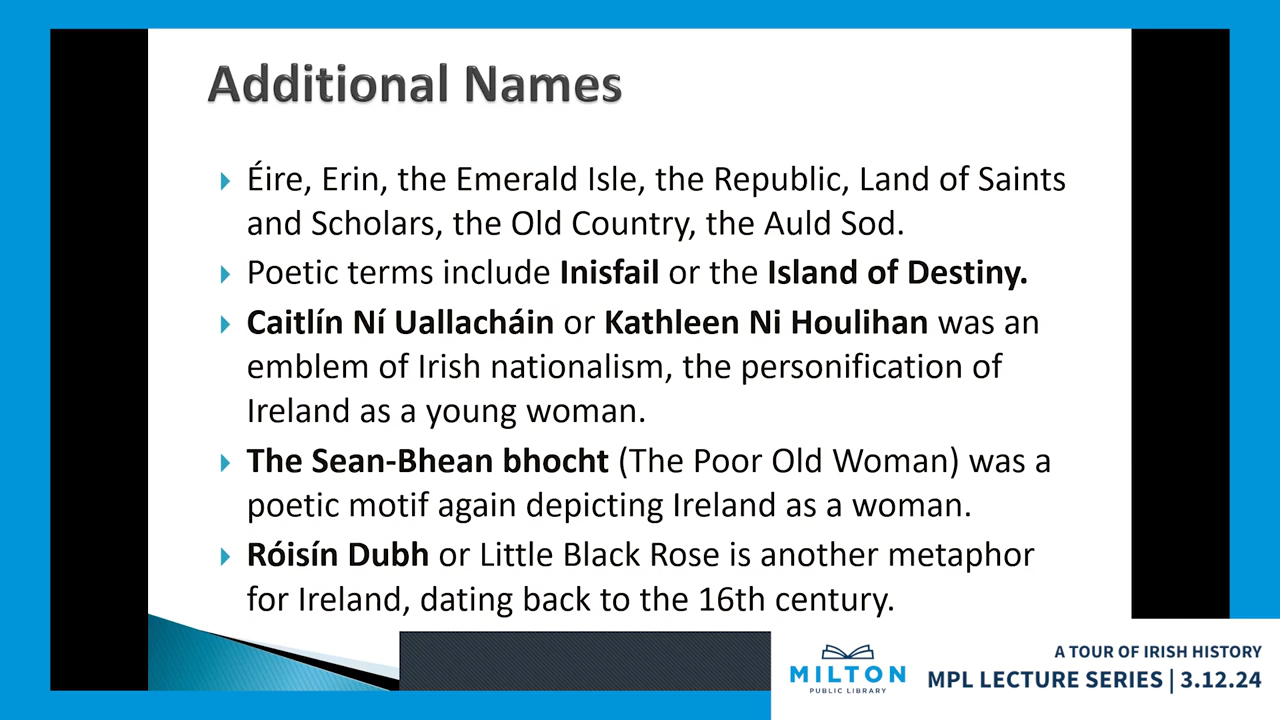 Additional Names
Éire, Erin, the Emerald Isle, the Republic, Land of Saints
and Scholars, the Old Country, the Auld Sod.
Poetic terms include Inisfail or the Island of Destiny.
Caitlín Ní Uallacháin or Kathleen Ni Houlihan was an
emblem of Irish nationalism, the personification of
Ireland as a young woman.
The Sean-Bhean bhocht (The Poor Old Woman) was a
poetic motif again depicting Ireland as a woman.
Róisín Dubh or Little Black Rose is another metaphor
for Ireland, dating back to the 16th century.
MILTON
PUBLIC LIBRARY
A TOUR OF IRISH HISTORY
MPL LECTURE SERIES | 3.12.24